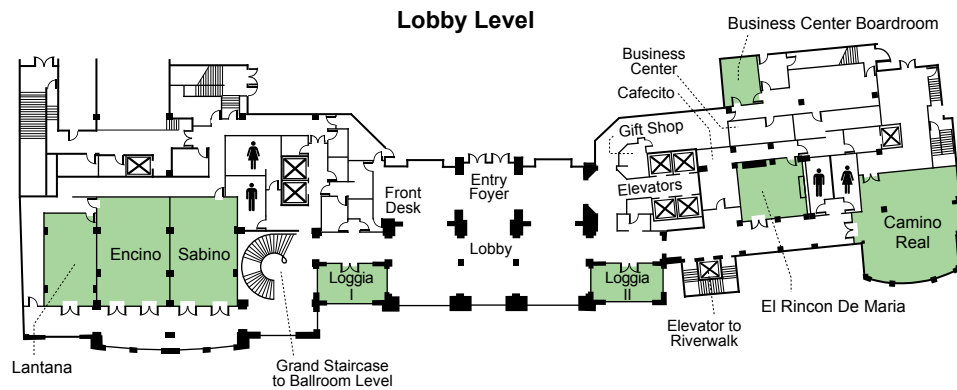 Lobby Level
Business Center Boardroom
Business
Center
Cafecito
Gift Shop
Elevators
Entry
Foyer
Front
Desk
Lobby
Encino
Sabino
Camino
Real
Loggia
I
Loggia
II
El Rincon De Maria
Elevator to
Riverwalk
Lantana
Grand Staircase
to Ballroom Level